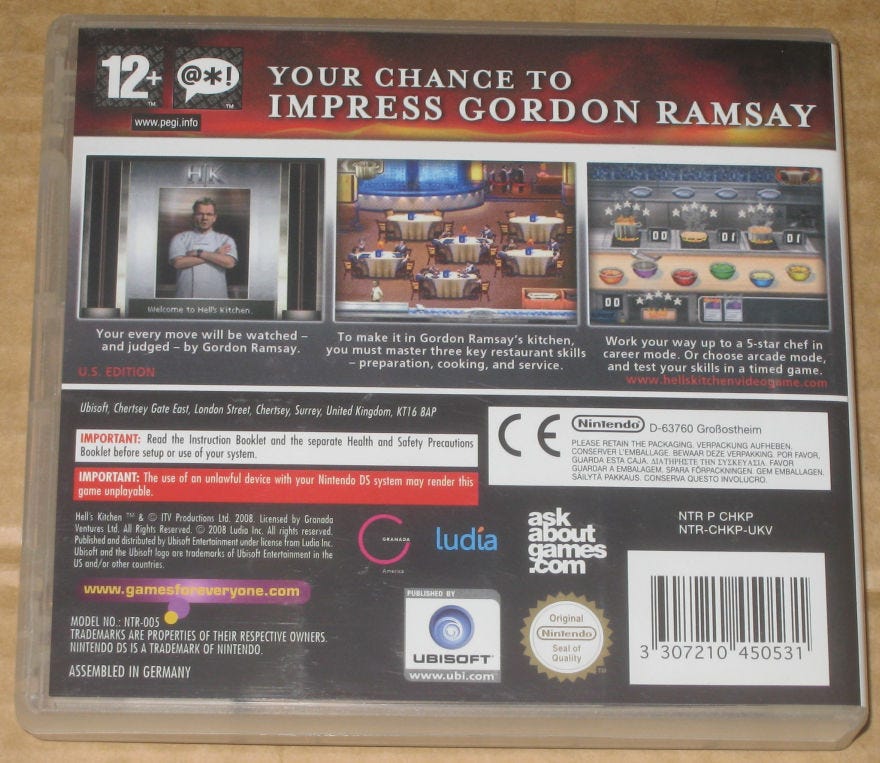 12+
TM
@*!
TM
www.pegi.info
YOUR CHANCE TO
IMPRESS GORDON RAMSAY
HK
Welcome to Hell's Kitchen.
00
01
01
00
Your every move will be watched –
and judged – by Gordon Ramsay.
To make it in Gordon Ramsay's kitchen,
you must master three key restaurant skills
– preparation, cooking, and service.
Work your way up to a 5-star chef in
career mode. Or choose arcade mode,
and test your skills in a timed game.
www.hellskitchenvideogame.com
U.S. EDITION
Ubisoft, Chertsey Gate East, London Street, Chertsey, Surrey, United Kingdom, KT16 8AP
IMPORTANT: Read the Instruction Booklet and the separate Health and Safety Precautions
Booklet before setup or use of your system.
IMPORTANT: The use of an unlawful device with your Nintendo DS system may render this
game unplayable.
CE
Nintendo D-63760 Großostheim
PLEASE RETAIN THE PACKAGING. VERPACKUNG AUFHEBEN.
CONSERVER L'EMBALLAGE. BEWAAR DEZE VERPAKKING. POR FAVOR,
GUARDA ESTA CAJA. ΔΙΑΤΗΡΗΣΤΕ ΤΗΝ ΣΥΣΚΕΥΑΣΙΑ. FAVOR
GUARDAR A EMBALAGEM. SPARA FÖRPACKNINGEN. GEM EMBALLAGEN.
SÄILYTÄ PAKKAUS. CONSERVA QUESTO INVOLUCRO.
Hell's Kitchen ™ & © ITV Productions Ltd. 2008. Licensed by Granada
Ventures Ltd. All Rights Reserved. © 2008 Ludia Inc. All rights reserved.
Published and distributed by Ubisoft Entertainment under license from Ludia Inc.
Ubisoft and the Ubisoft logo are trademarks of Ubisoft Entertainment in the
US and/or other countries.
GRANADA
America
ludia
ask
about
games
.com
NTR P CHKP
NTR-CHKP-UKV
www.gamesforeveryone.com
MODEL NO.: NTR-005
TRADEMARKS ARE PROPERTIES OF THEIR RESPECTIVE OWNERS.
NINTENDO DS IS A TRADEMARK OF NINTENDO.
ASSEMBLED IN GERMANY
PUBLISHED BY
UBISOFT
www.ubi.com
Original
Nintendo
Seal of
Quality
TM
3 307210 450531